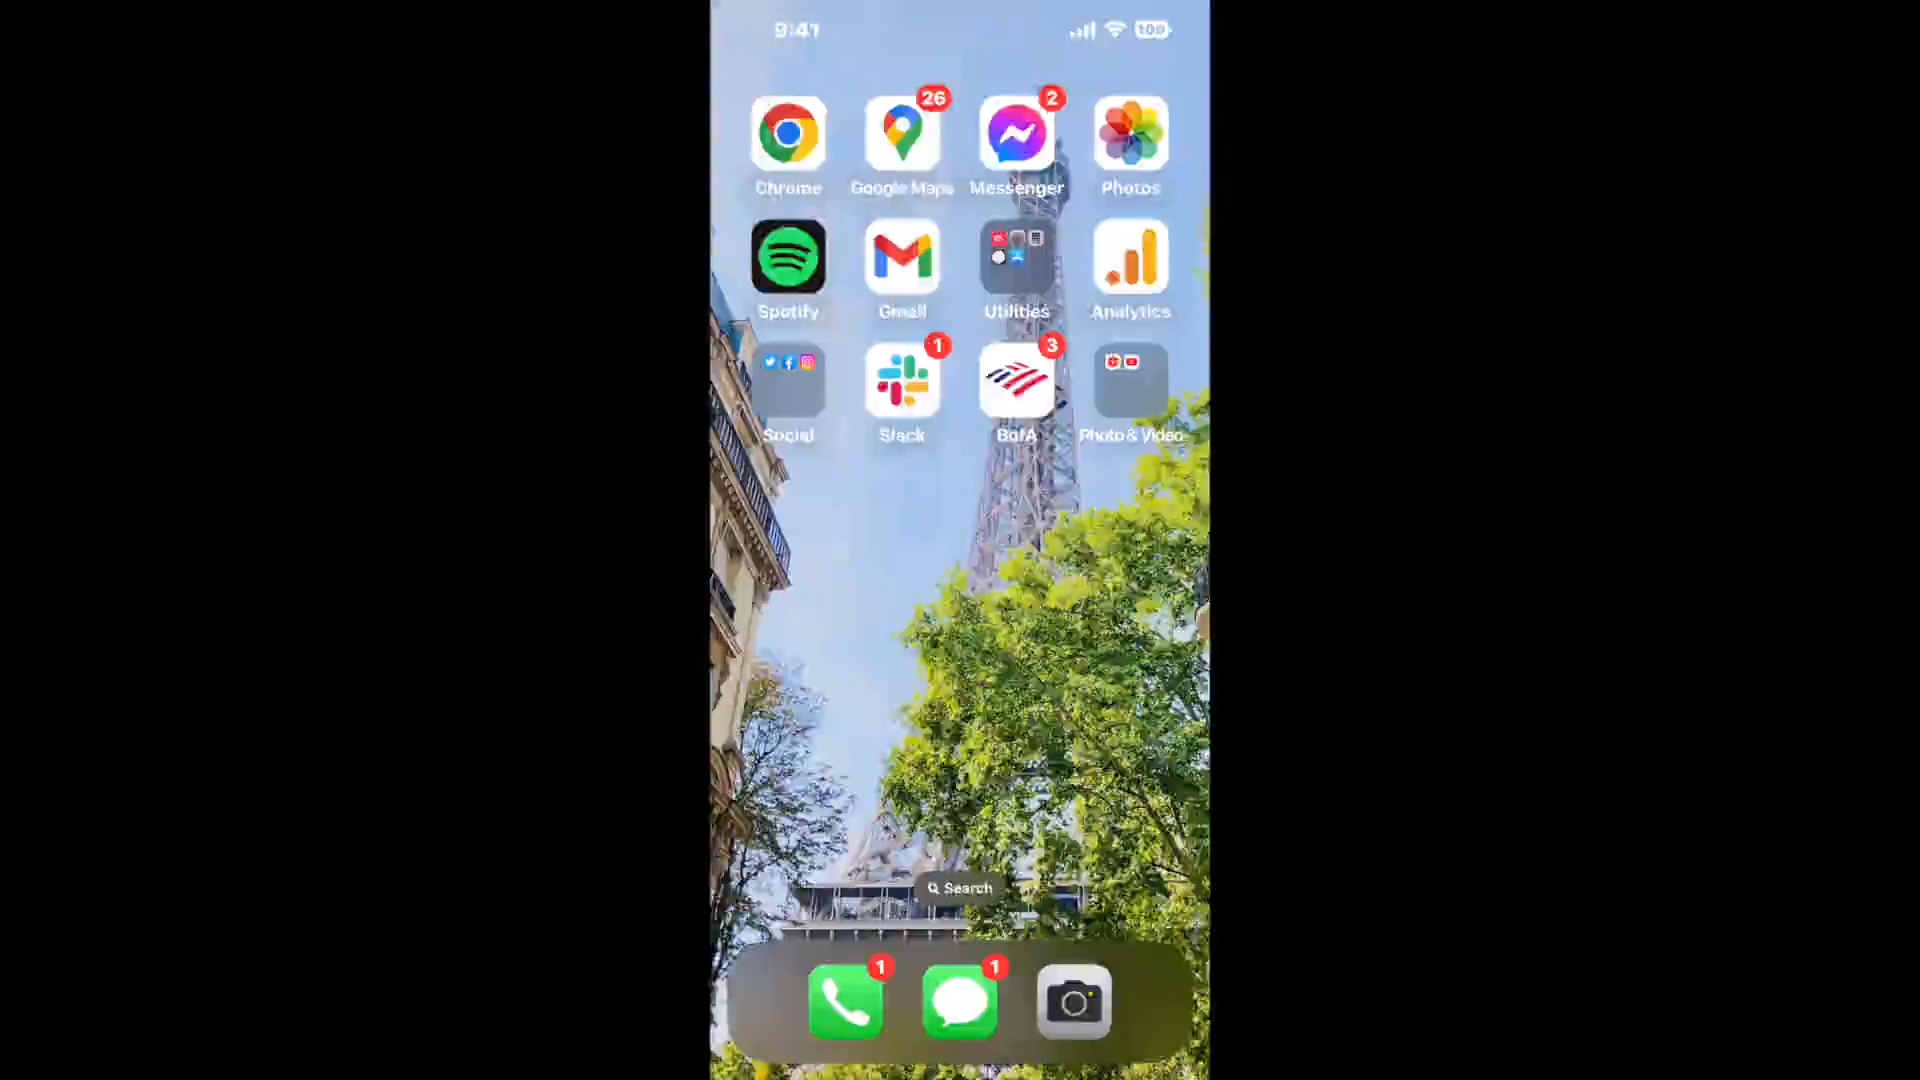 9:41
100
26
2
Chrome
Google Maps
Messenger
Photos
Spotify
Gmail
Utilities
Analytics
1
3
Social
Slack
BofA
Photo & Video
Search
1
1